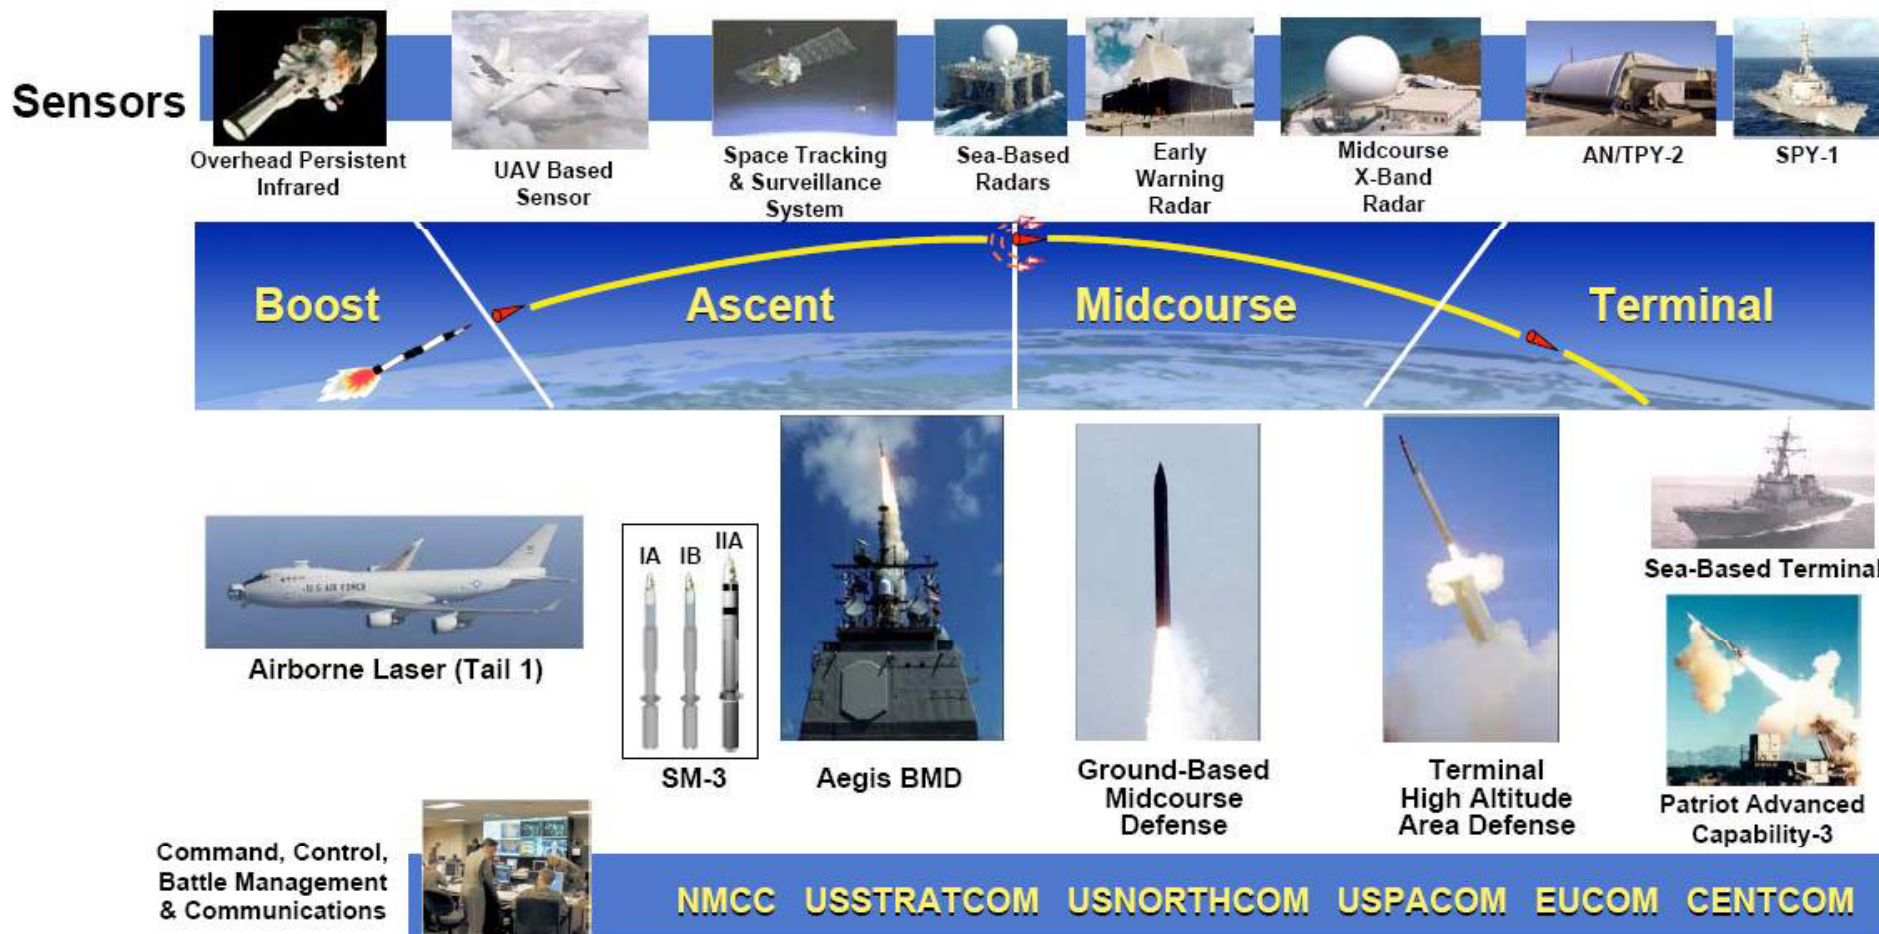 Sensors
Overhead Persistent
Infrared
UAV Based
Sensor
Space Tracking
& Surveillance
System
Sea-Based
Radars
Early
Warning
Radar
Midcourse
X-Band
Radar
AN/TPY-2
SPY-1
Boost
Ascent
Midcourse
Terminal
U.S. AIR FORCE
Airborne Laser (Tail 1)
IA
IB
IIA
SM-3
Aegis BMD
Ground-Based
Midcourse
Defense
Terminal
High Altitude
Area Defense
Sea-Based Terminal
Patriot Advanced
Capability-3
Command, Control,
Battle Management
& Communications
NMCC USSTRATCOM USNORTHCOM USPACOM EUCOM CENTCOM